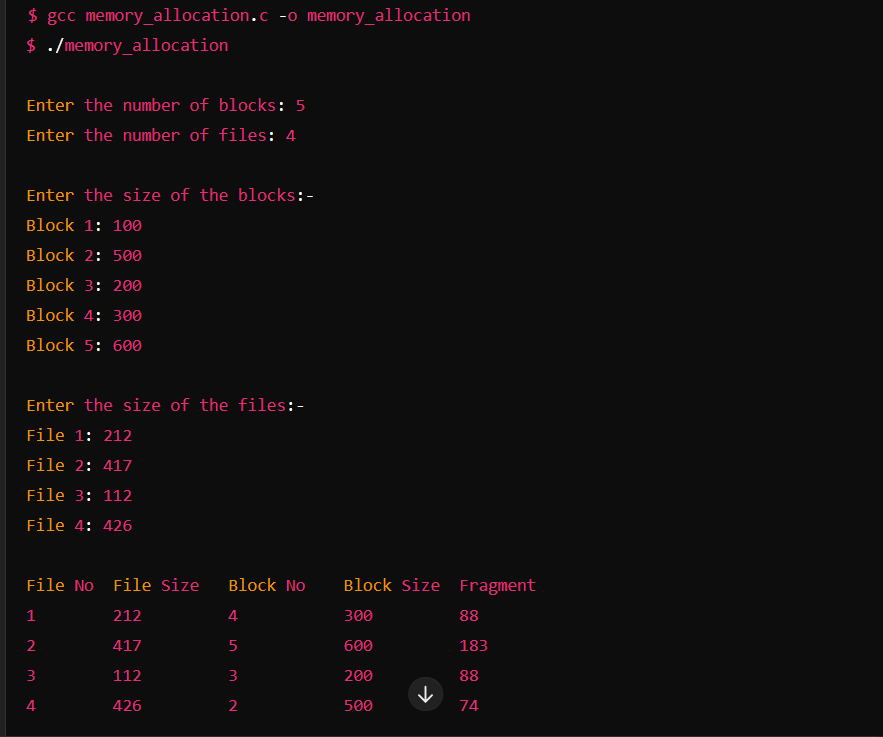 $ gcc memory_allocation.c -o memory_allocation
$ ./memory_allocation
Enter the number of blocks: 5
Enter the number of files: 4
Enter the size of the blocks:-
Block 1: 100
Block 2: 500
Block 3: 200
Block 4: 300
Block 5: 600
Enter the size of the files:-
File 1: 212
File 2: 417
File 3: 112
File 4: 426
File No  File Size   Block No    Block Size  Fragment
1        212         4           300         88
2        417         5           600         183
3        112         3           200         88
4        426         2           500         74